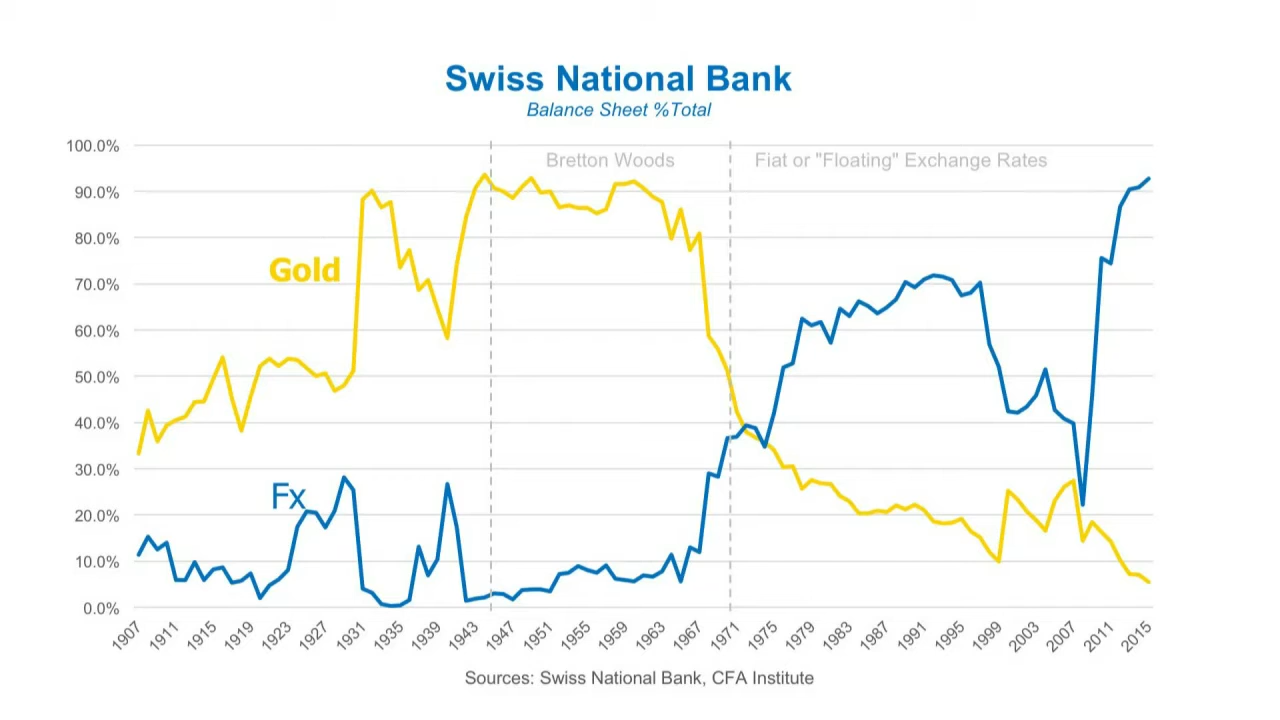 Swiss National Bank
Balance Sheet %Total
100.0%
Bretton Woods
Fiat or "Floating" Exchange Rates
90.0%
80.0%
Gold
70.0%
60.0%
50.0%
40.0%
30.0%
Fx
20.0%
10.0%
0.0%
1907 1911 1915 1919 1923 1927 1931 1935 1939 1943 1947 1951 1955 1959 1963 1967 1971 1975 1979 1983 1987 1991 1995 1999 2003 2007 2011 2015
Sources: Swiss National Bank, CFA Institute